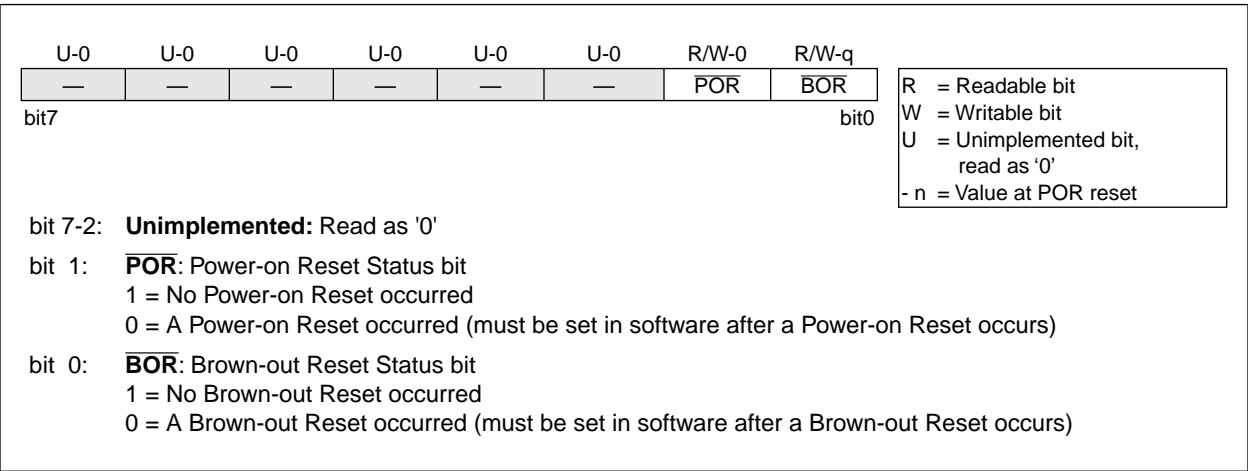 U-0 U-0 U-0 U-0 U-0 U-0 R/W-0 R/W-q
— — — — — — P̅O̅R̅ B̅O̅R̅
bit7 bit0
R = Readable bit
W = Writable bit
U = Unimplemented bit,
read as ‘0’
- n = Value at POR reset
bit 7-2: Unimplemented: Read as '0'
bit 1: P̅O̅R̅: Power-on Reset Status bit
1 = No Power-on Reset occurred
0 = A Power-on Reset occurred (must be set in software after a Power-on Reset occurs)
bit 0: B̅O̅R̅: Brown-out Reset Status bit
1 = No Brown-out Reset occurred
0 = A Brown-out Reset occurred (must be set in software after a Brown-out Reset occurs)